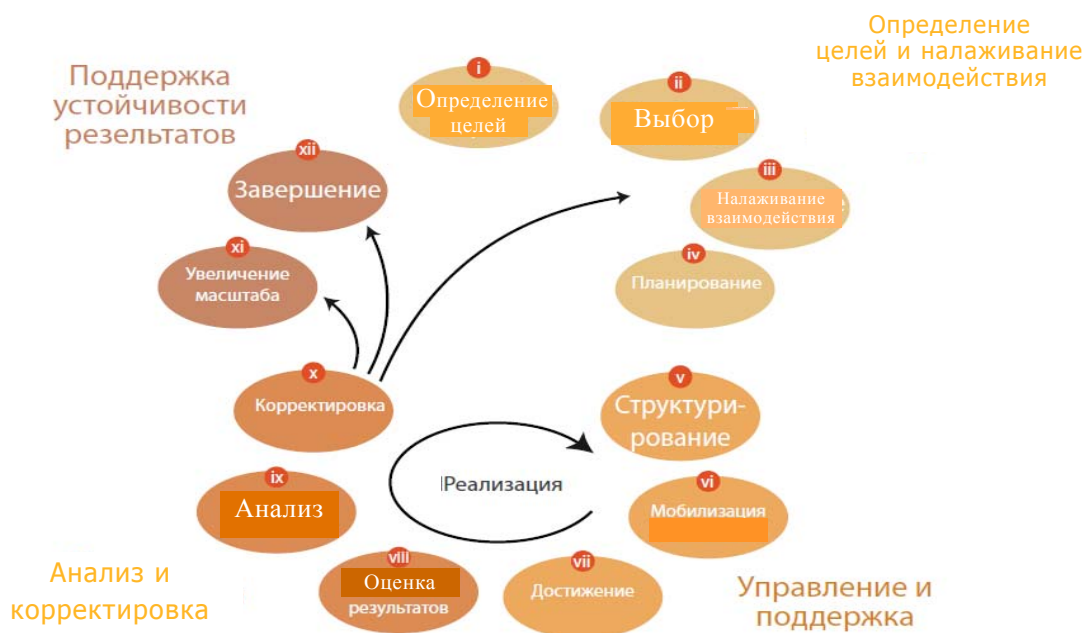 Определение
целей и налаживание
взаимодействия
Поддержка
устойчивости
резельтатов
i
Определение
целей
ii
Выбор
iii
Налаживание
взаимодействия
iv
Планирование
v
Структури-
рование
vi
Мобилизация
vii
Достижение
viii
Оценка
результатов
ix
Анализ
x
Корректировка
xi
Увеличение
масштаба
xii
Завершение
Реализация
Анализ и
корректировка
Управление и
поддержка